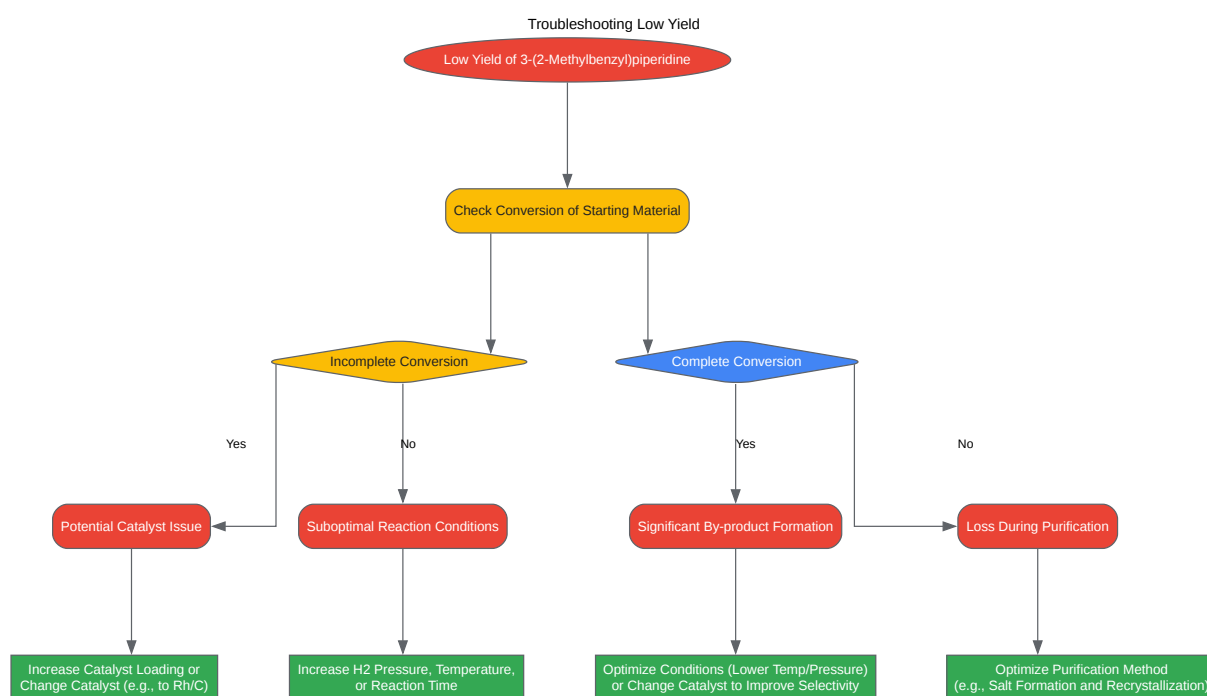 Troubleshooting Low Yield
Low Yield of 3-(2-Methylbenzyl)piperidine
Check Conversion of Starting Material
Incomplete Conversion
Complete Conversion
Yes
No
Yes
No
Potential Catalyst Issue
Suboptimal Reaction Conditions
Significant By-product Formation
Loss During Purification
Increase Catalyst Loading or
Change Catalyst (e.g., to Rh/C)
Increase H2 Pressure, Temperature,
or Reaction Time
Optimize Conditions (Lower Temp/Pressure)
or Change Catalyst to Improve Selectivity
Optimize Purification Method
(e.g., Salt Formation and Recrystallization)